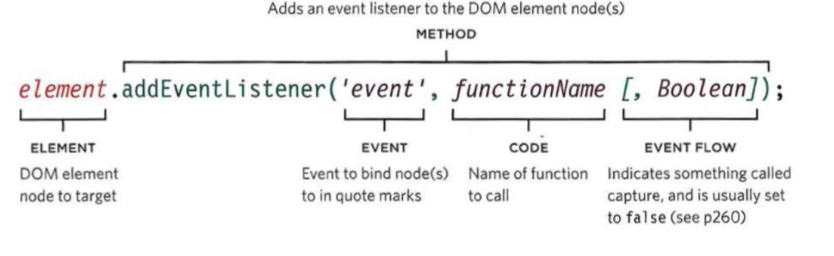 Adds an event listener to the DOM element node(s)
METHOD
element.addEventListener('event', functionName [, Boolean]);
ELEMENT
DOM element
node to target
EVENT
Event to bind node(s)
to in quote marks
CODE
Name of function
to call
EVENT FLOW
Indicates something called
capture, and is usually set
to false (see p260)